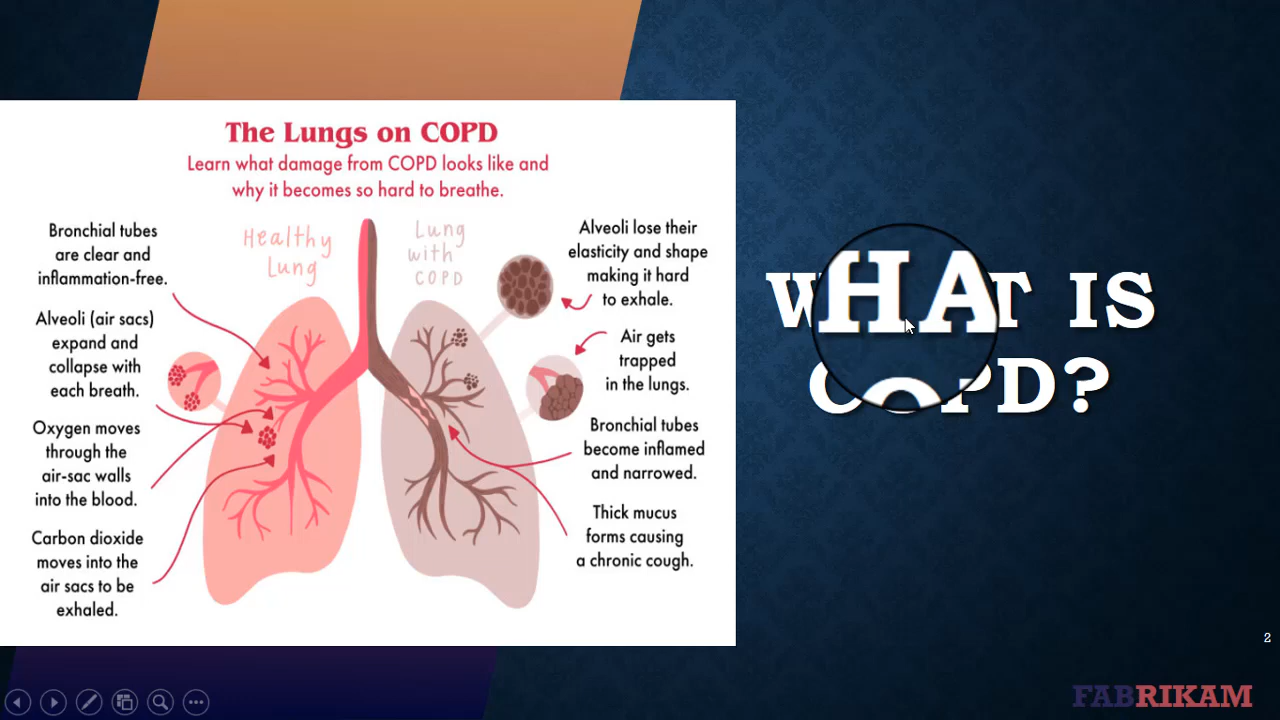 The Lungs on COPD
Learn what damage from COPD looks like and
why it becomes so hard to breathe.
Healthy
Lung
Lung
with
COPD
Bronchial tubes
are clear and
inflammation-free.
Alveoli (air sacs)
expand and
collapse with
each breath.
Oxygen moves
through the
air-sac walls
into the blood.
Carbon dioxide
moves into the
air sacs to be
exhaled.
Alveoli lose their
elasticity and shape
making it hard
to exhale.
Air gets
trapped
in the lungs.
Bronchial tubes
become inflamed
and narrowed.
Thick mucus
forms causing
a chronic cough.
WHAT IS
COPD?
2
FABRIKAM